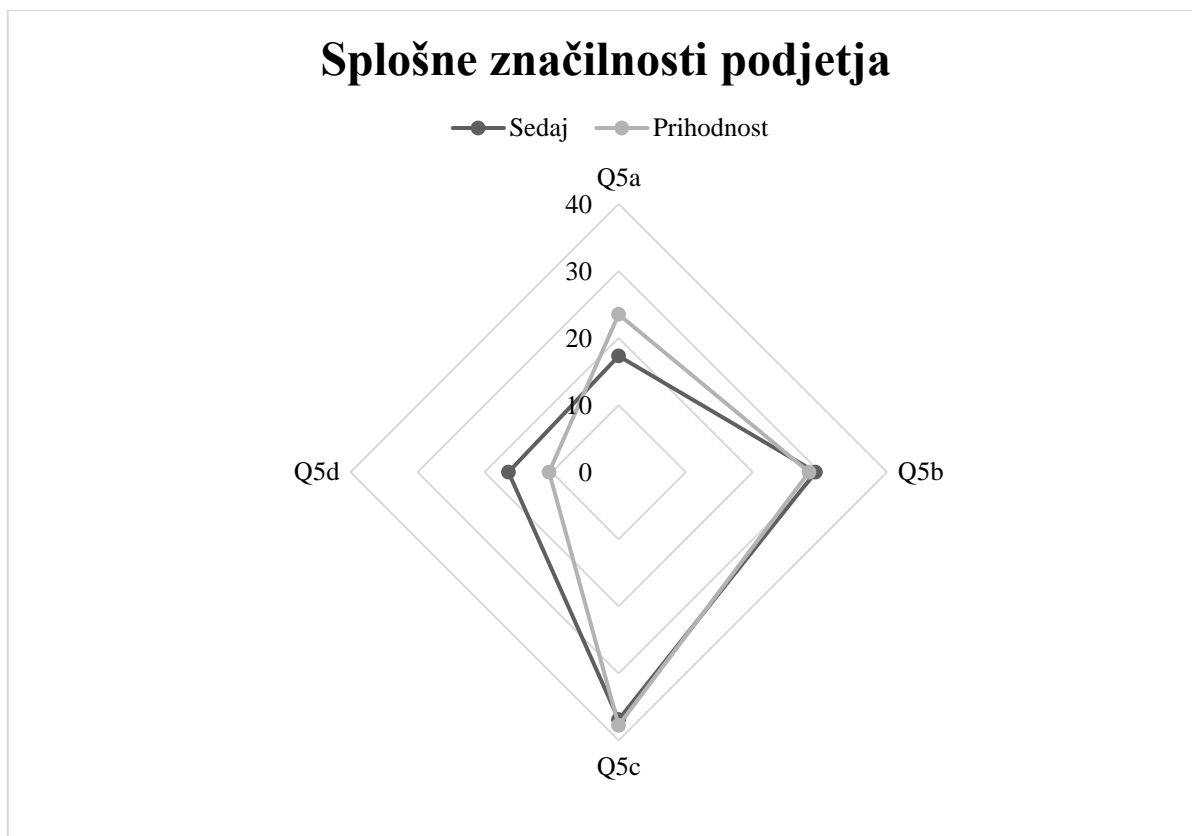 Splošne značilnosti podjetja
Sedaj Prihodnost
Q5a
40
30
20
10
Q5d 0 Q5b
Q5c